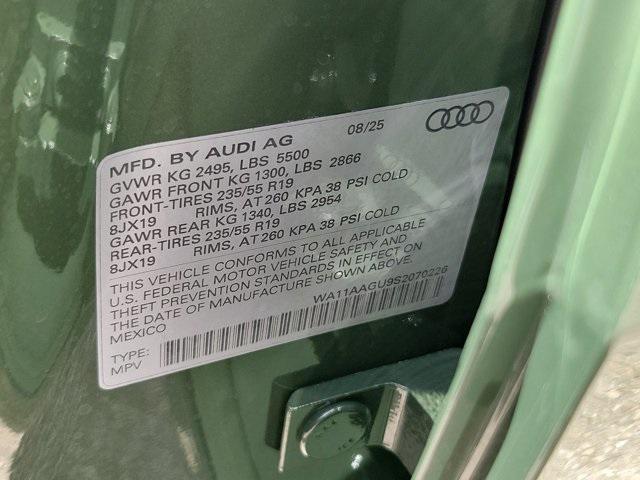 MFD. BY AUDI AG 08/25
GVWR KG 2495, LBS 5500
GAWR FRONT KG 1300, LBS 2866
FRONT-TIRES 235/55 R19
8JX19 RIMS, AT 260 KPA 38 PSI COLD
GAWR REAR KG 1340, LBS 2954
REAR-TIRES 235/55 R19
8JX19 RIMS, AT 260 KPA 38 PSI COLD
THIS VEHICLE CONFORMS TO ALL APPLICABLE
U.S. FEDERAL MOTOR VEHICLE SAFETY AND
THEFT PREVENTION STANDARDS IN EFFECT ON
THE DATE OF MANUFACTURE SHOWN ABOVE.
MEXICO
WA11AAGU9S2070226
TYPE:
MPV